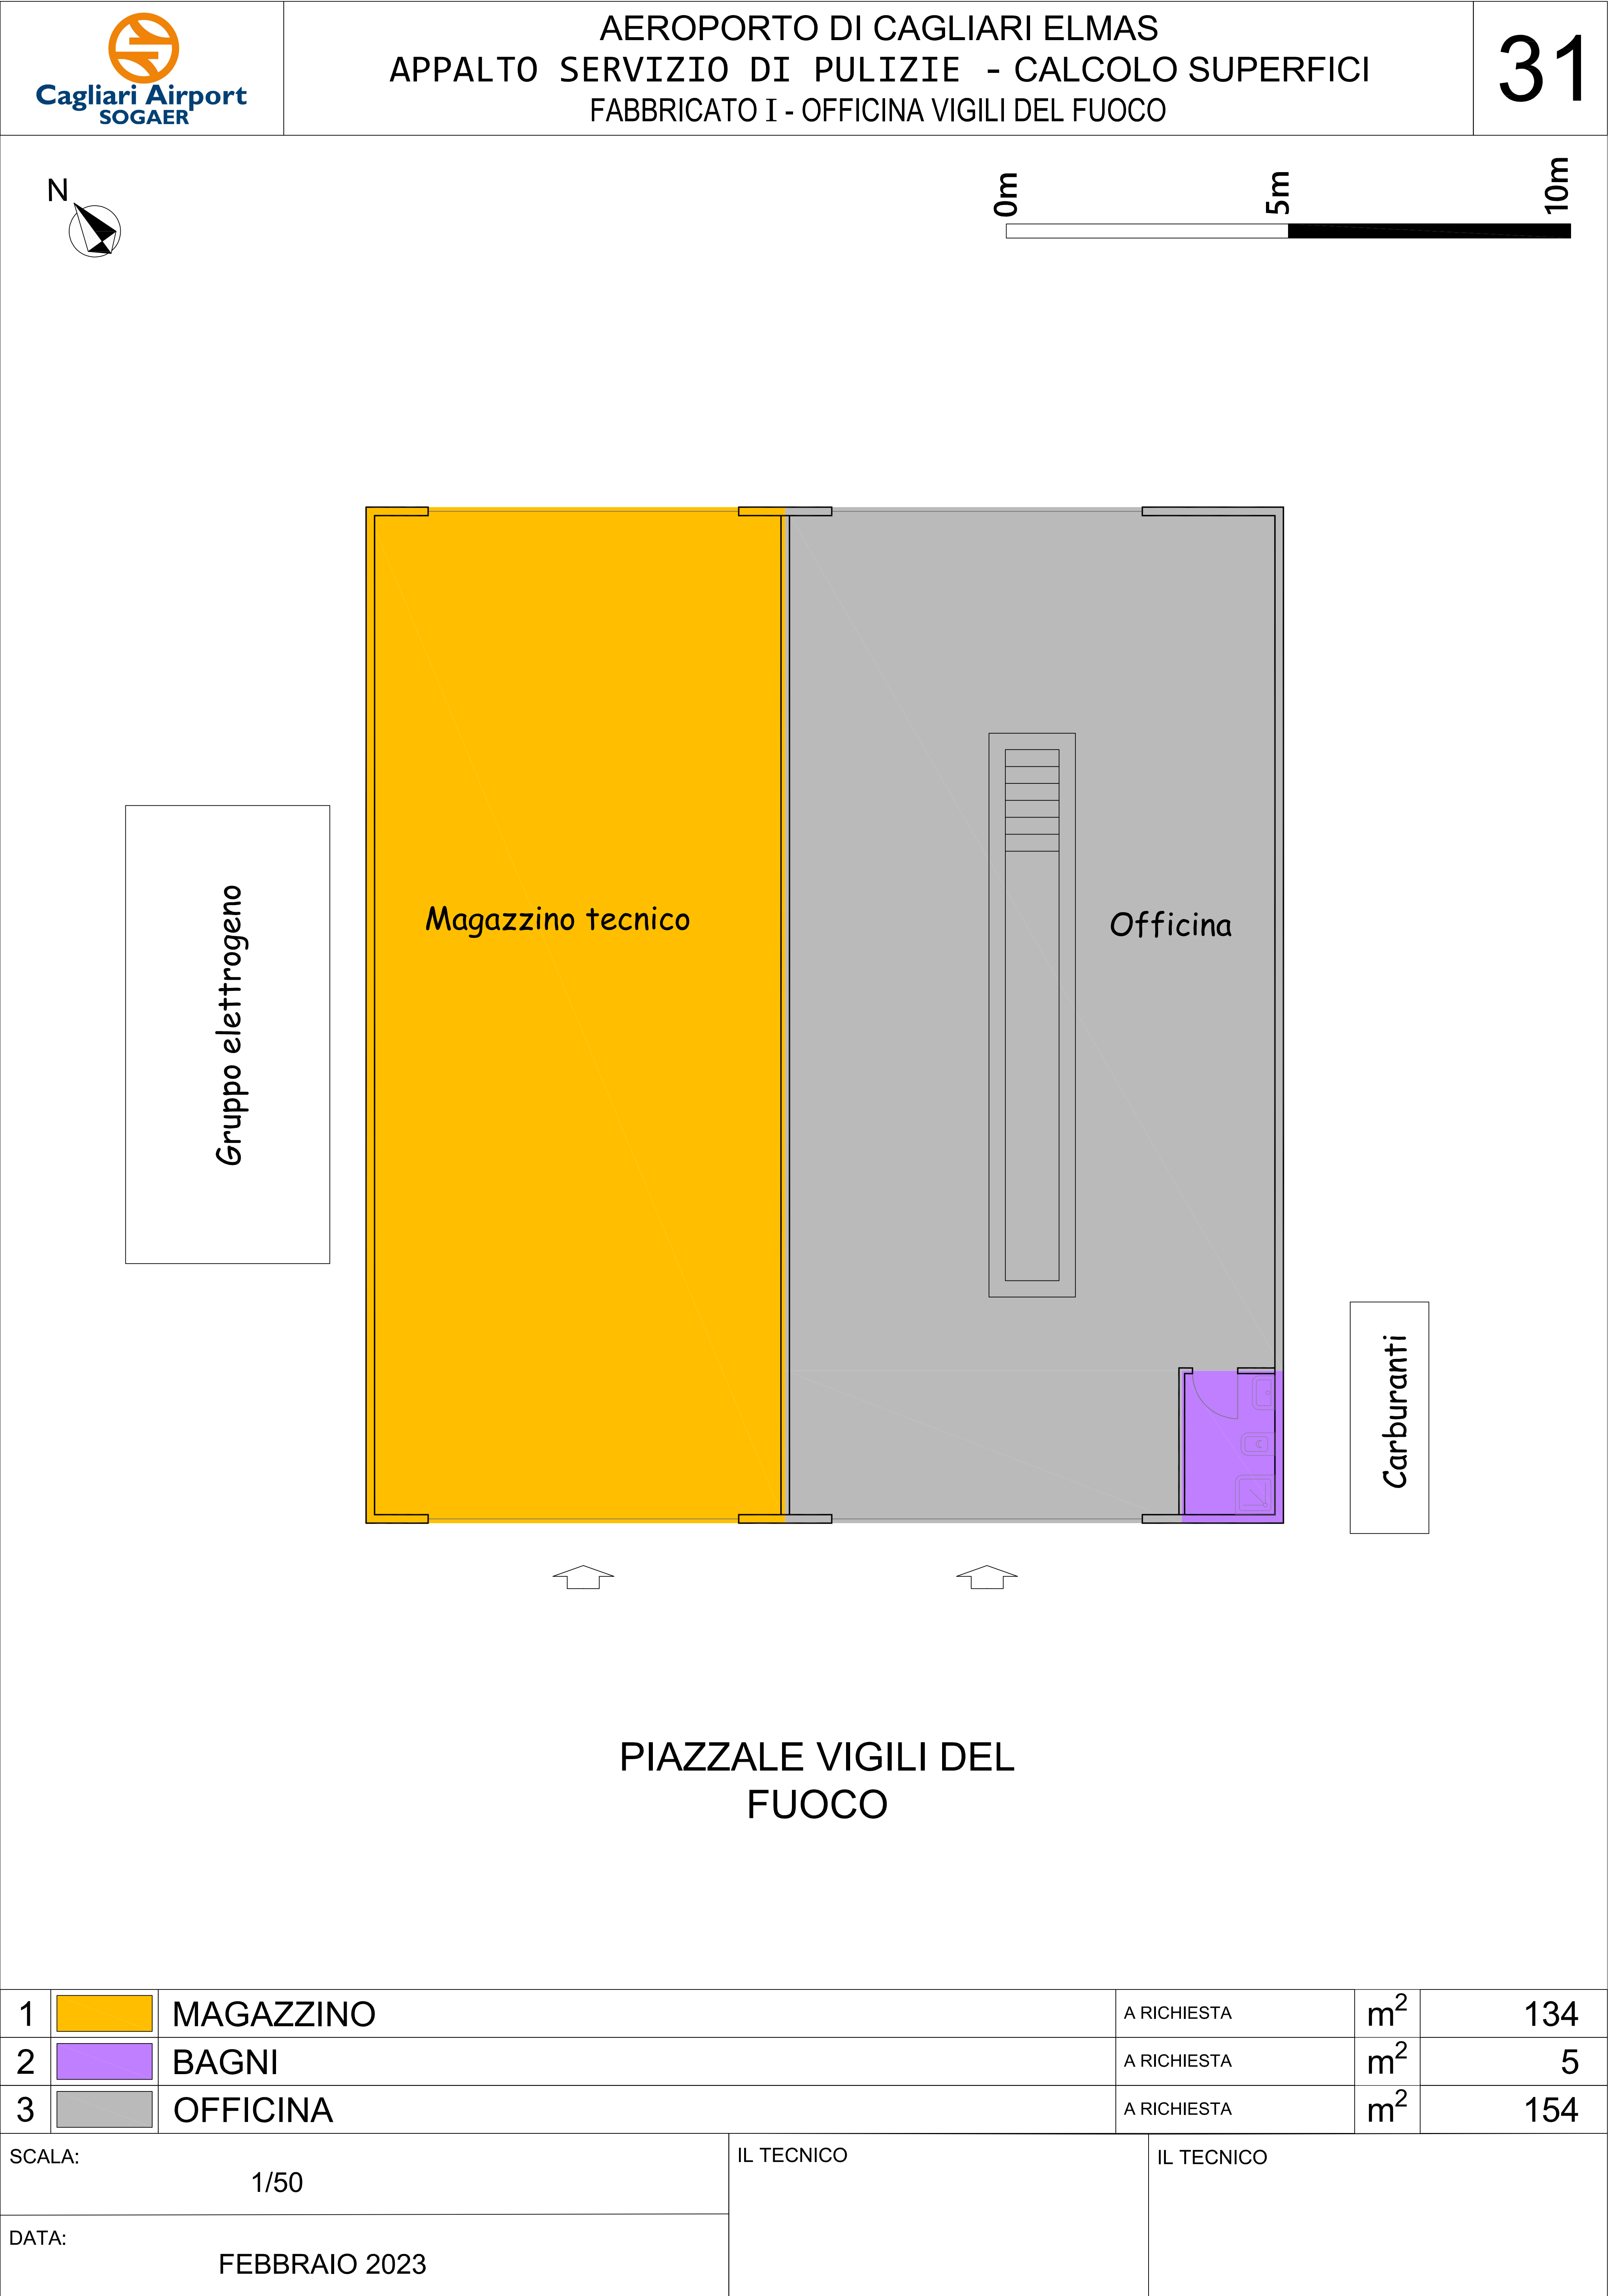 Cagliari Airport
SOGAER
AEROPORTO DI CAGLIARI ELMAS
APPALTO SERVIZIO DI PULIZIE - CALCOLO SUPERFICI
FABBRICATO I - OFFICINA VIGILI DEL FUOCO
31
N
0m
5m
10m
Magazzino tecnico
Officina
Gruppo elettrogeno
Carburanti
PIAZZALE VIGILI DEL
FUOCO
1 MAGAZZINO A RICHIESTA m² 134
2 BAGNI A RICHIESTA m² 5
3 OFFICINA A RICHIESTA m² 154
SCALA:
1/50
DATA:
FEBBRAIO 2023
IL TECNICO
IL TECNICO